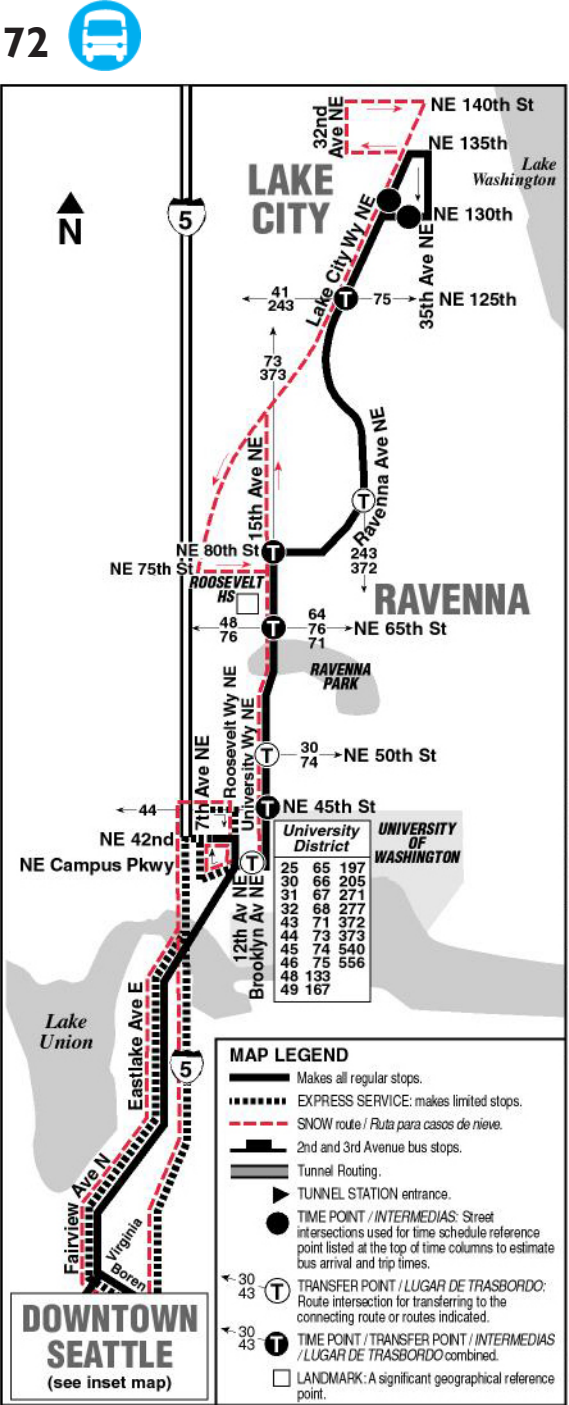 72
NE 140th St
32nd
Ave NE
NE 135th
Lake
Washington
LAKE
CITY
N
5
NE 130th
Lake City Wy NE
35th Ave NE
41
243
T
75
NE 125th
73
373
15th Ave NE
Ravenna Ave NE
T
243
372
NE 80th St
T
NE 75th St
ROOSEVELT
HS
RAVENNA
48
76
T
64
76
71
NE 65th St
RAVENNA
PARK
7th Ave NE
Roosevelt Wy NE
University Wy NE
T
30
74
NE 50th St
44
NE 45th St
NE 42nd
NE Campus Pkwy
T
12th Av NE
Brooklyn Av NE
University
District
25 65 197
30 66 205
31 67 271
32 68 277
43 71 372
44 73 373
45 74 540
46 75 556
48 133
49 167
UNIVERSITY
OF
WASHINGTON
Lake
Union
Eastlake Ave E
5
Fairview Ave N
Virginia
Boren
DOWNTOWN
SEATTLE
(see inset map)
MAP LEGEND
Makes all regular stops.
EXPRESS SERVICE: makes limited stops.
SNOW route / Ruta para casos de nieve.
2nd and 3rd Avenue bus stops.
Tunnel Routing.
TUNNEL STATION entrance.
TIME POINT / INTERMEDIAS: Street
intersections used for time schedule reference
point listed at the top of time columns to estimate
bus arrival and trip times.
30
43
T
TRANSFER POINT / LUGAR DE TRASBORDO:
Route intersection for transferring to the
connecting route or routes indicated.
30
43
T
TIME POINT / TRANSFER POINT / INTERMEDIAS
/ LUGAR DE TRASBORDO combined.
LANDMARK: A significant geographical reference
point.